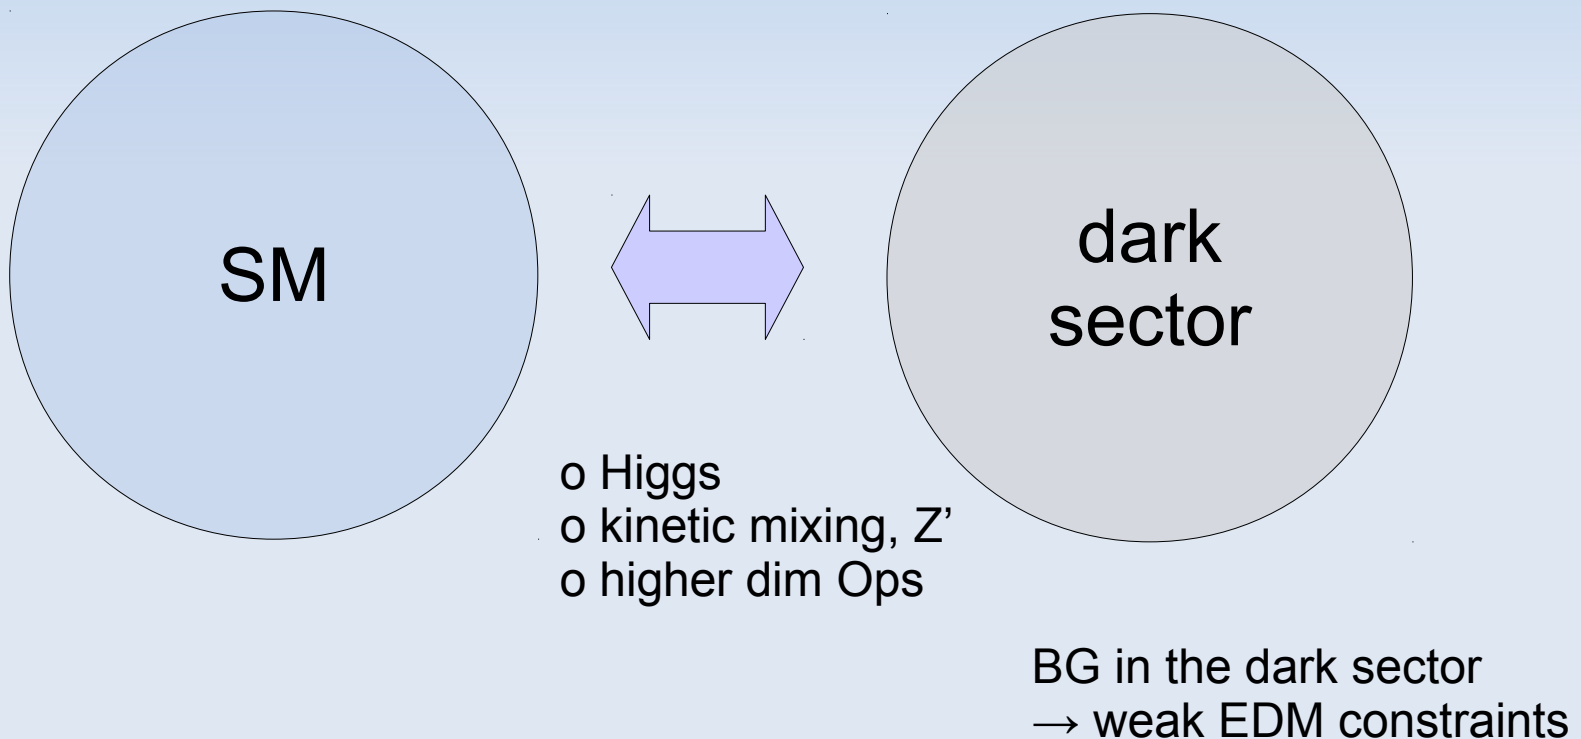 SM
dark
sector
o Higgs
o kinetic mixing, Z’
o higher dim Ops
BG in the dark sector
→ weak EDM constraints